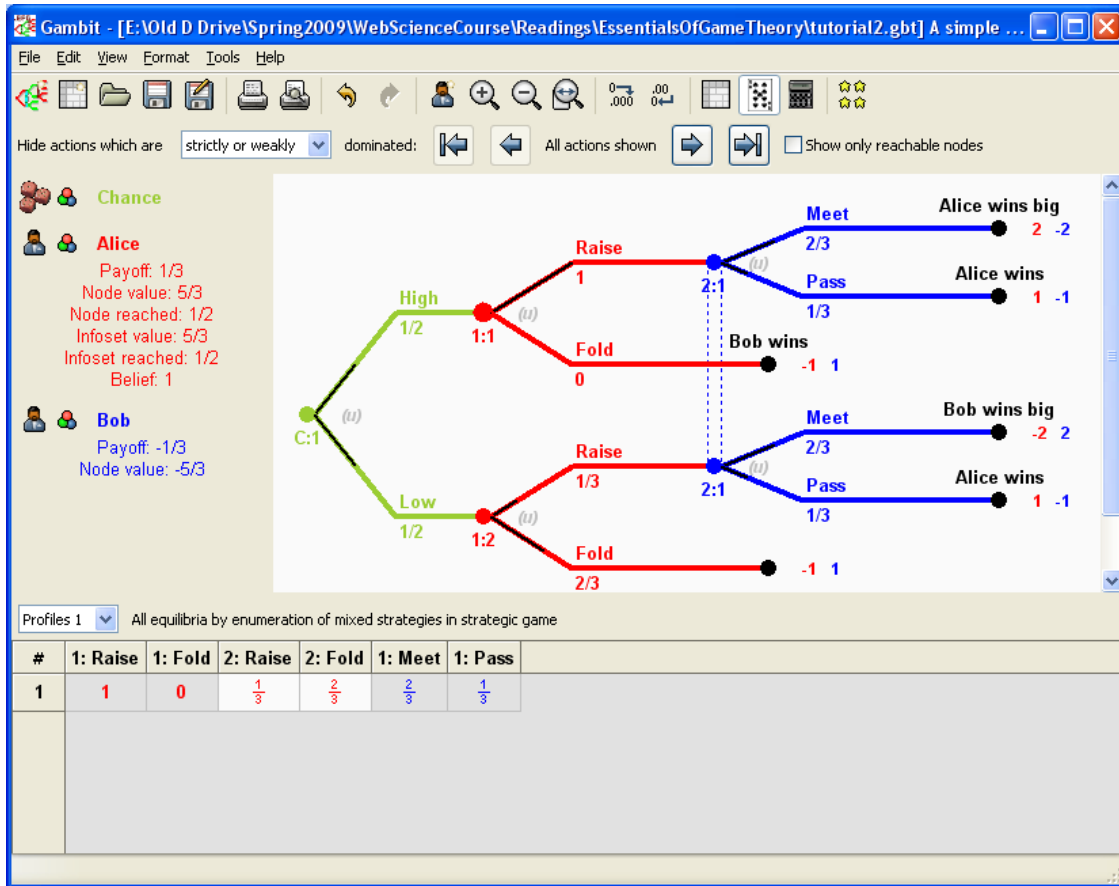 Gambit - [E:\Old D Drive\Spring2009\WebScienceCourse\Readings\EssentialsOfGameTheory\tutorial2.gbt] A simple ...
File Edit View Format Tools Help
.000 .00
Hide actions which are strictly or weakly dominated: All actions shown Show only reachable nodes
Chance
Alice
Payoff: 1/3
Node value: 5/3
Node reached: 1/2
Infoset value: 5/3
Infoset reached: 1/2
Belief: 1
Bob
Payoff: -1/3
Node value: -5/3
C:1
(u)
High
1/2
1:1
(u)
Raise
1
2:1
(u)
Meet
2/3
Alice wins big
2 -2
Pass
1/3
Alice wins
1 -1
Fold
0
Bob wins
-1 1
Low
1/2
1:2
(u)
Raise
1/3
2:1
(u)
Meet
2/3
Bob wins big
-2 2
Pass
1/3
Alice wins
1 -1
Fold
2/3
-1 1
Profiles 1 All equilibria by enumeration of mixed strategies in strategic game
# 1: Raise 1: Fold 2: Raise 2: Fold 1: Meet 1: Pass
1 1 0 1/3 2/3 2/3 1/3